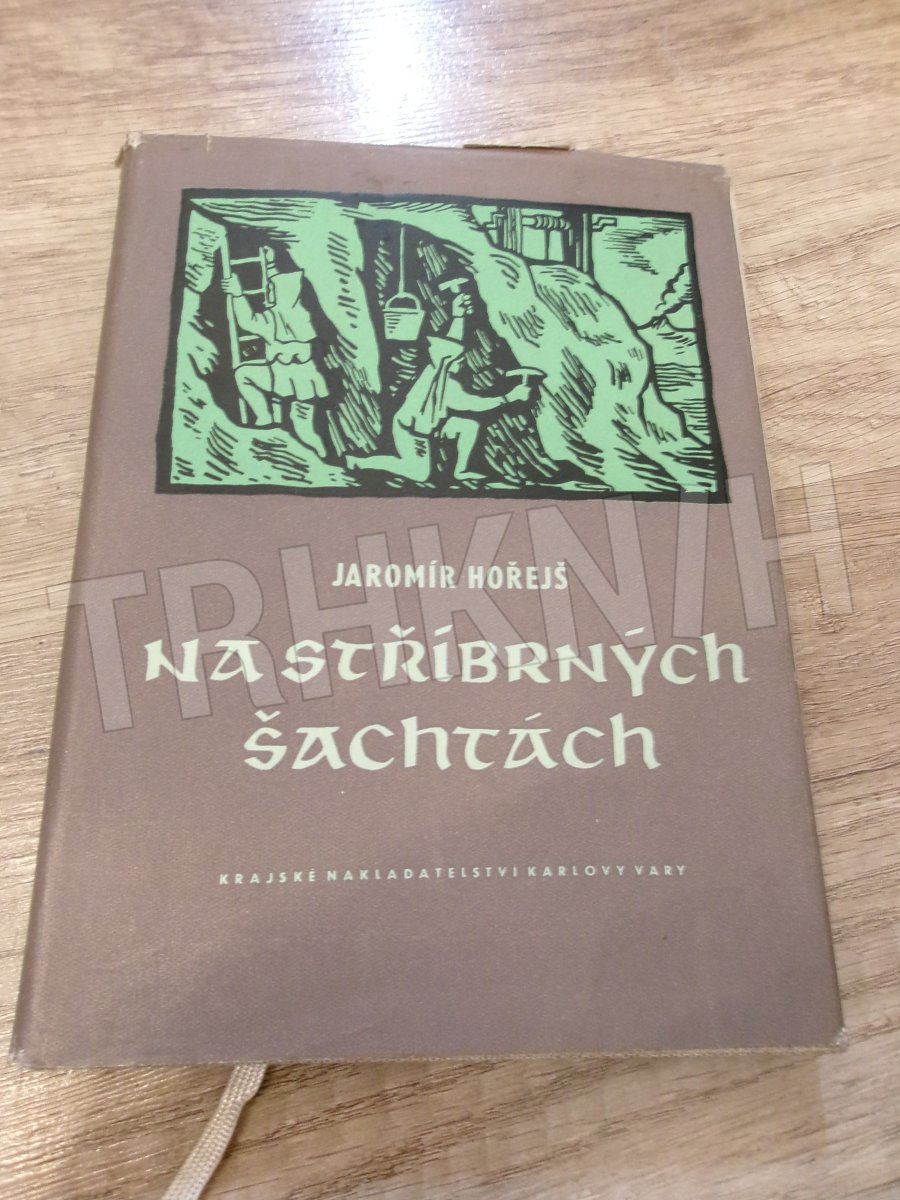 JAROMÍR HOŘEJŠ
NA STŘÍBRNÝCH
ŠACHTÁCH
KRAJSKÉ NAKLADATELSTVÍ KARLOVY VARY
TRHKNIH